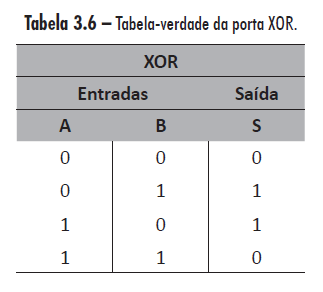 Tabela 3.6 – Tabela-verdade da porta XOR.
XOR
Entradas Saída
A B S
0 0 0
0 1 1
1 0 1
1 1 0